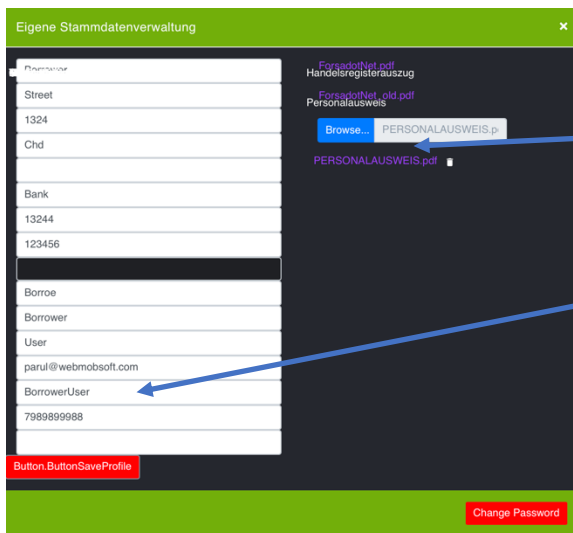 Eigene Stammdatenverwaltung ×
Borrower
Street
1324
Chd
Bank
13244
123456
Borroe
Borrower
User
parul@webmobsoft.com
BorrowerUser
7989899988
Button.ButtonSaveProfile
ForsadotNet.pdf
Handelsregisterauszug
ForsadotNet_old.pdf
Personalausweis
Browse... PERSONALAUSWEIS.p
PERSONALAUSWEIS.pdf
Change Password